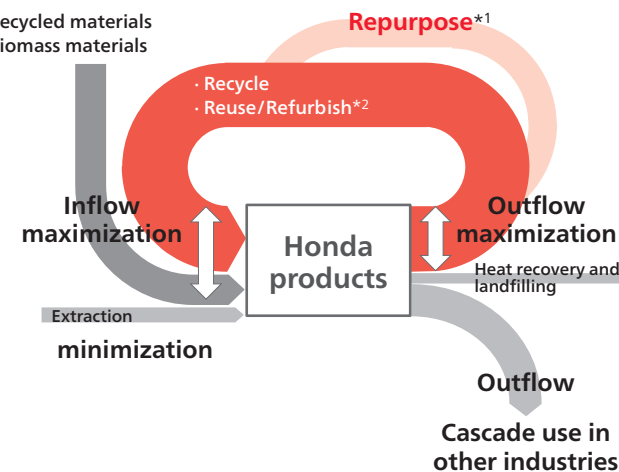 ecycled materials
iomass materials
Repurpose*1
· Recycle
· Reuse/Refurbish*2
Inflow
maximization
Outflow
maximization
Honda
products
Heat recovery and
landfilling
Extraction
minimization
Outflow
Cascade use in
other industries